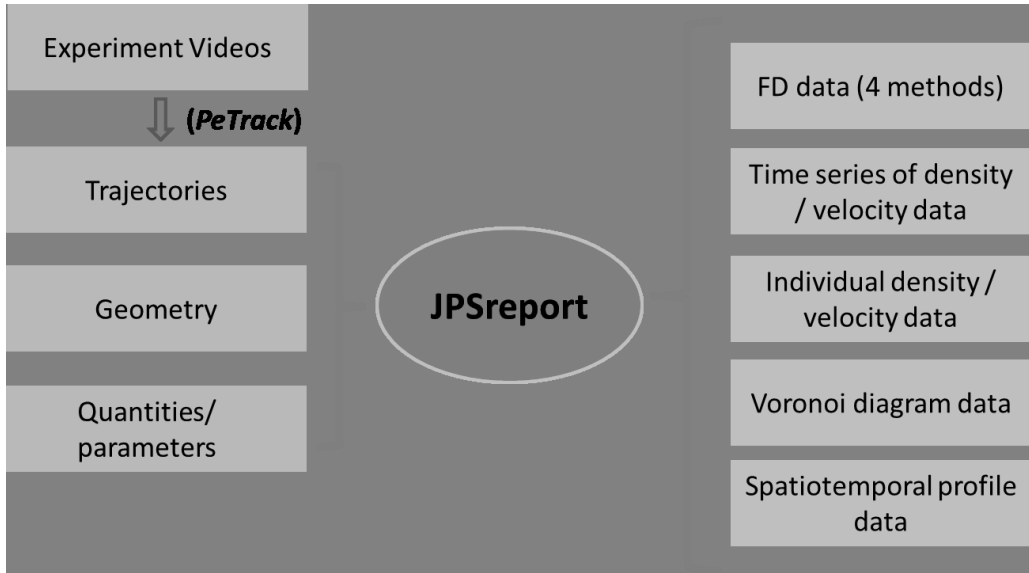 Experiment Videos
(PeTrack)
Trajectories
Geometry
Quantities/
parameters
JPSreport
FD data (4 methods)
Time series of density
/ velocity data
Individual density /
velocity data
Voronoi diagram data
Spatiotemporal profile
data